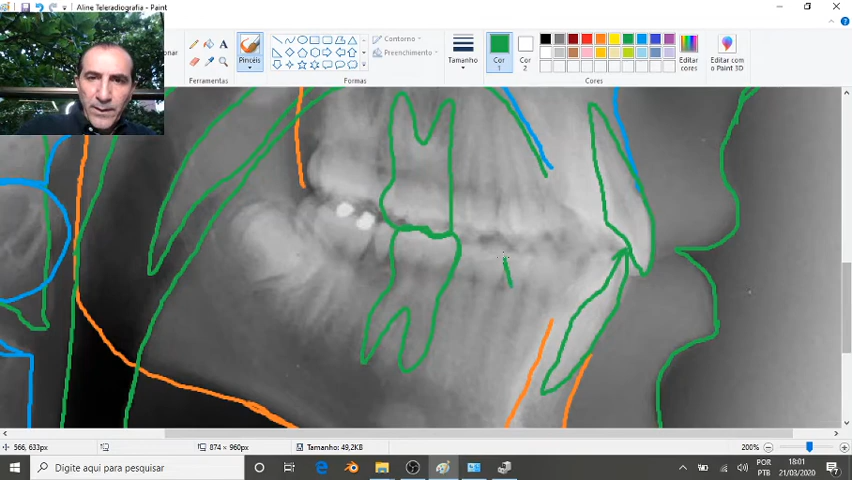 Aline Teleradiografia - Paint
Contorno
Preenchimento
Pincéis
Tamanho
Cor
1
Cor
2
Editar
cores
Editar com
o Paint 3D
Ferramentas
Formas
Cores
566, 633px
874 × 960px
Tamanho: 49,2KB
200%
Digite aqui para pesquisar
POR
PTB
18:01
21/03/2020